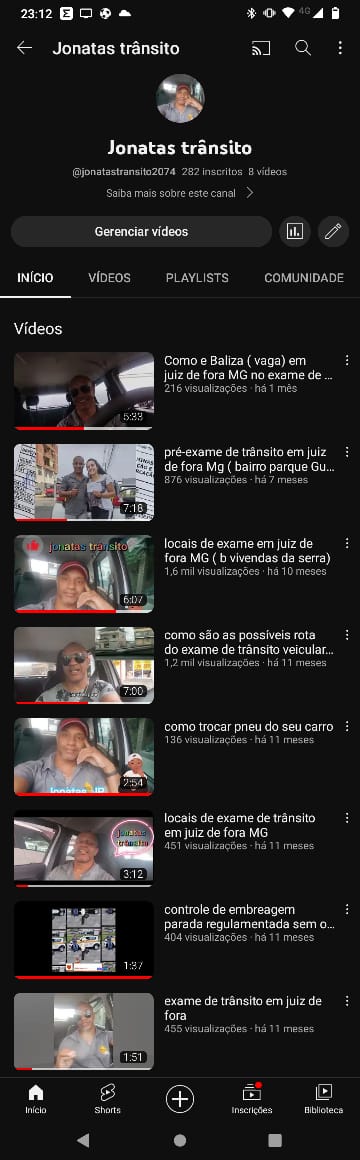 23:12
4G
Jonatas trânsito
Jonatas trânsito
@jonatastransito2074 282 inscritos 8 vídeos
Saiba mais sobre este canal
Gerenciar vídeos
INÍCIO VÍDEOS PLAYLISTS COMUNIDADE
Vídeos
Como e Baliza ( vaga) em
juiz de fora MG no exame de ...
216 visualizações · há 1 mês
5:33
pré-exame de trânsito em juiz
de fora Mg ( bairro parque Gu...
876 visualizações · há 7 meses
7:18
jonatas trânsito
locais de exame em juiz de
fora MG ( b vivendas da serra)
1,6 mil visualizações · há 10 meses
6:07
como são as possíveis rota
do exame de trânsito veicular...
1,2 mil visualizações · há 11 meses
7:00
como trocar pneu do seu carro
136 visualizações · há 11 meses
Jonatas JP
2:54
locais de exame de trânsito
em juiz de fora MG
451 visualizações · há 11 meses
jonatas
trânsito
3:12
controle de embreagem
parada regulamentada sem o...
404 visualizações · há 11 meses
1:37
exame de trânsito em juiz de
fora
455 visualizações · há 11 meses
1:51
Início Shorts Inscrições Biblioteca